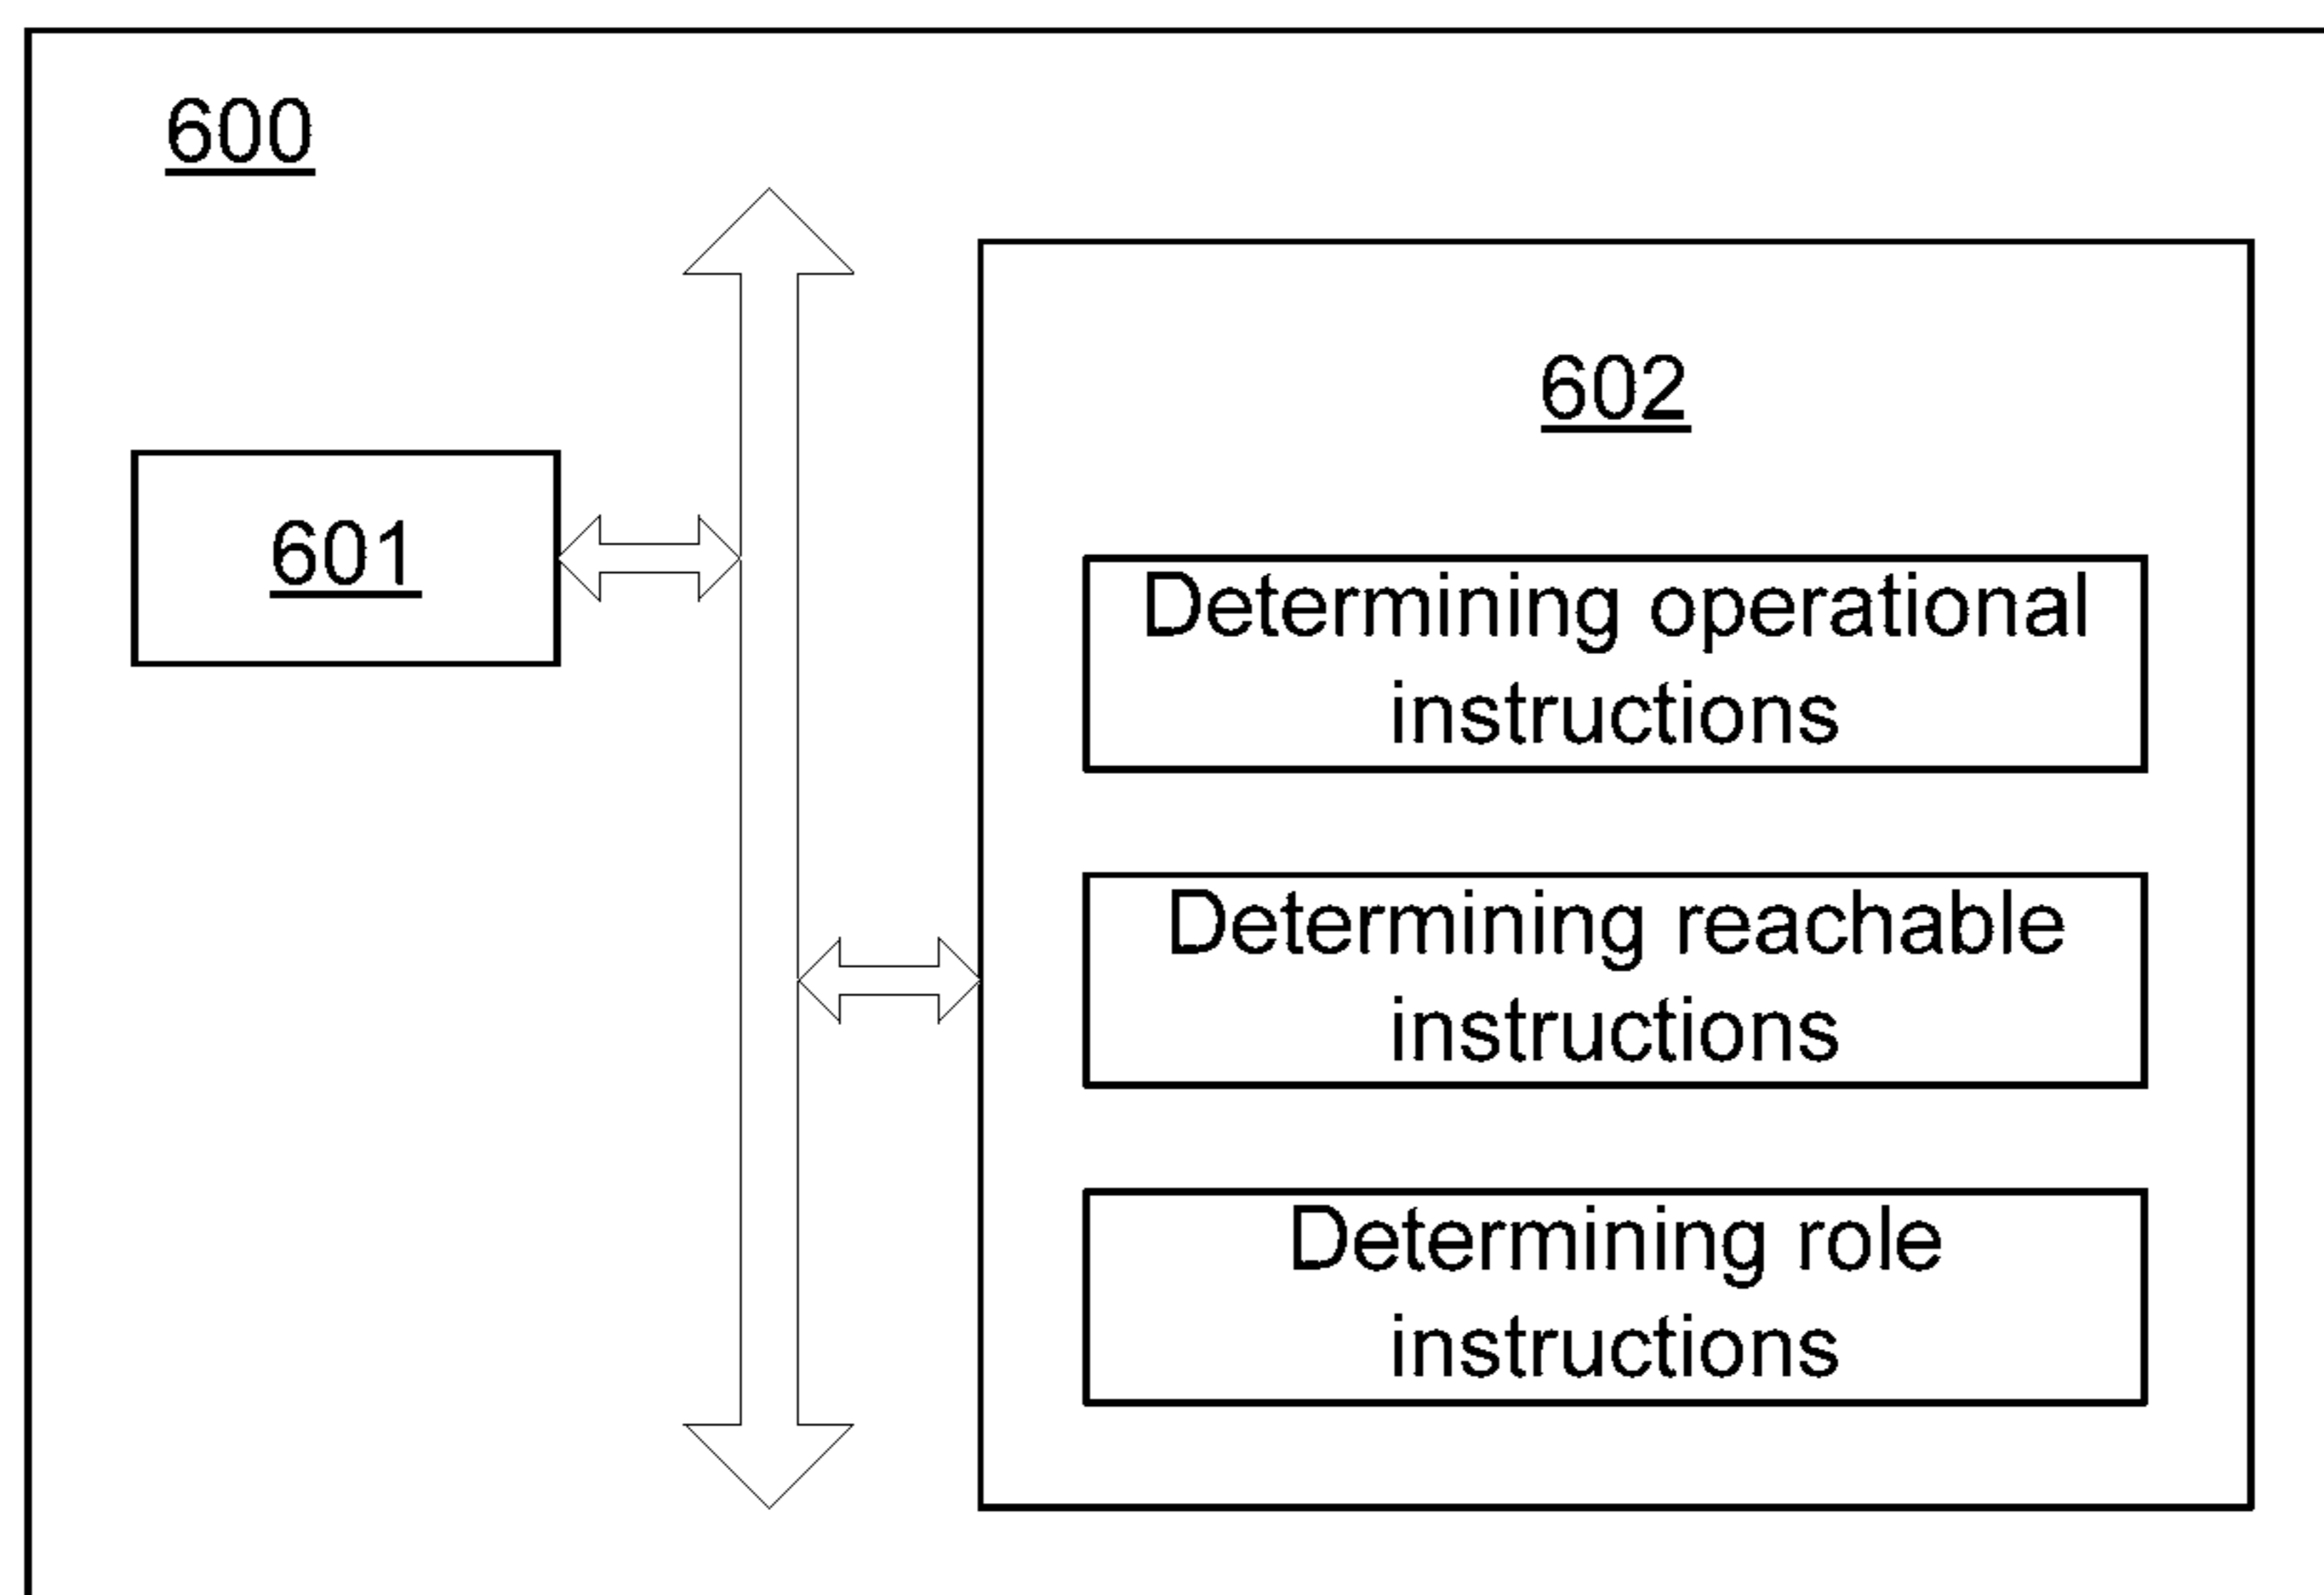 600
602
601
Determining operational
instructions
Determining reachable
instructions
Determining role
instructions